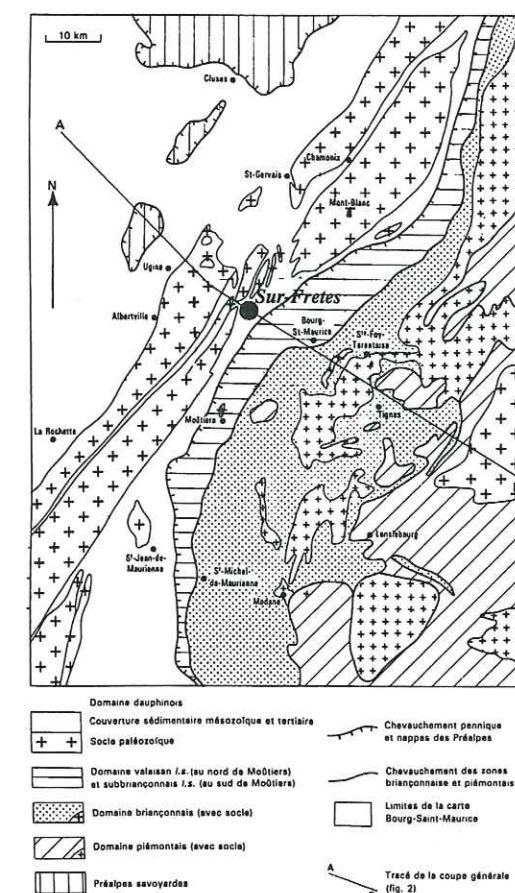 10 km
Cluses
A
Chamonix
St-Gervais
Mont-Blanc
N
Ugine
Sur-Fretes
Albertville
Bourg-
St-Maurice
Ste-Foy-
Tarentaise
Tignes
Moûtiers
La Rochette
Lanslebourg
St-Jean-de-
Maurienne
St-Michel-
de-Maurienne
Modane
Domaine dauphinois
Couverture sédimentaire mésozoïque et tertiaire
Socle paléozoïque
Domaine valaisan l.s. (au nord de Moûtiers)
et subbriançonnais l.s. (au sud de Moûtiers)
Domaine briançonnais (avec socle)
Domaine piémontais (avec socle)
Préalpes savoyardes
Chevauchement pennique
et nappes des Préalpes
Chevauchement des zones
briançonnaise et piémontaise
Limites de la carte
Bourg-Saint-Maurice
A
Tracé de la coupe générale
(fig. 2)